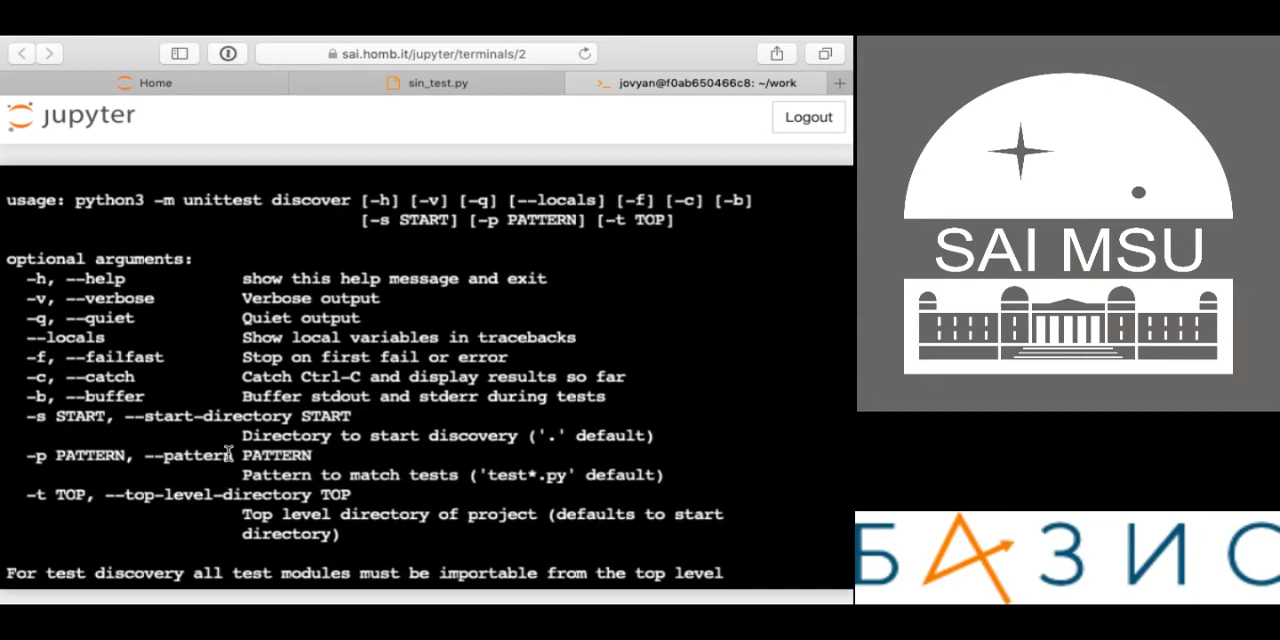 sai.homb.it/jupyter/terminals/2
Home
sin_test.py
>_ jovyan@f0ab650466c8: ~/work
+
jupyter
Logout
usage: python3 -m unittest discover [-h] [-v] [-q] [--locals] [-f] [-c] [-b]
[-s START] [-p PATTERN] [-t TOP]
optional arguments:
-h, --help show this help message and exit
-v, --verbose Verbose output
-q, --quiet Quiet output
--locals Show local variables in tracebacks
-f, --failfast Stop on first fail or error
-c, --catch Catch Ctrl-C and display results so far
-b, --buffer Buffer stdout and stderr during tests
-s START, --start-directory START
Directory to start discovery ('.' default)
-p PATTERN, --pattern PATTERN
Pattern to match tests ('test*.py' default)
-t TOP, --top-level-directory TOP
Top level directory of project (defaults to start
directory)
For test discovery all test modules must be importable from the top level
SAI MSU
БАЗИС